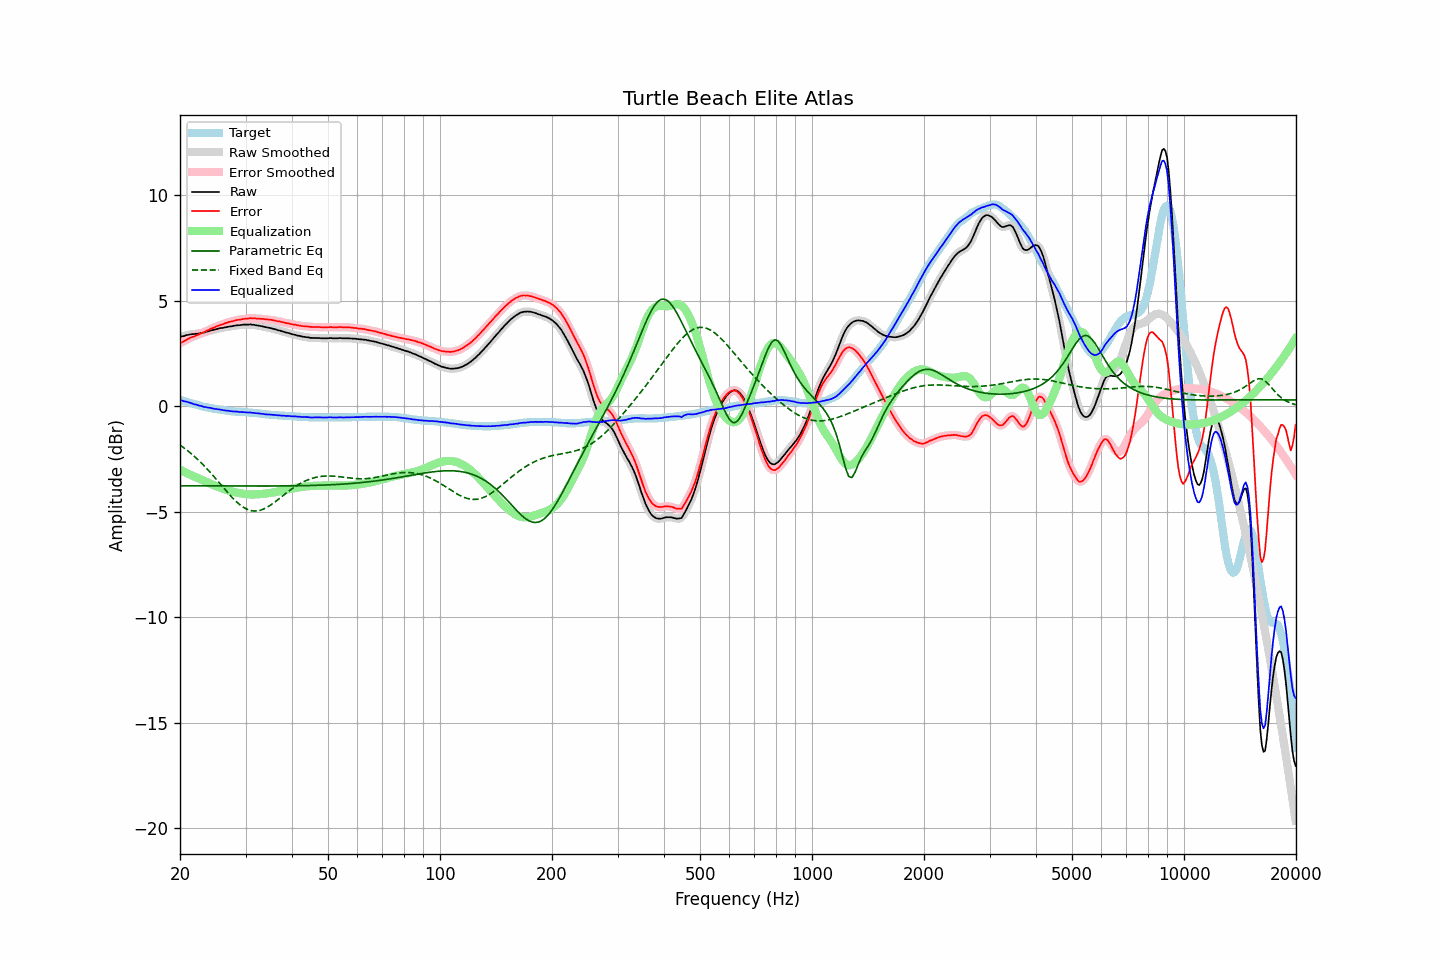 Turtle Beach Elite Atlas
Target
Raw Smoothed
Error Smoothed
Raw
Error
Equalization
Parametric Eq
Fixed Band Eq
Equalized
10
5
0
−5
−10
−15
−20
Amplitude (dBr)
20
50
100
200
500
1000
2000
5000
10000
20000
Frequency (Hz)